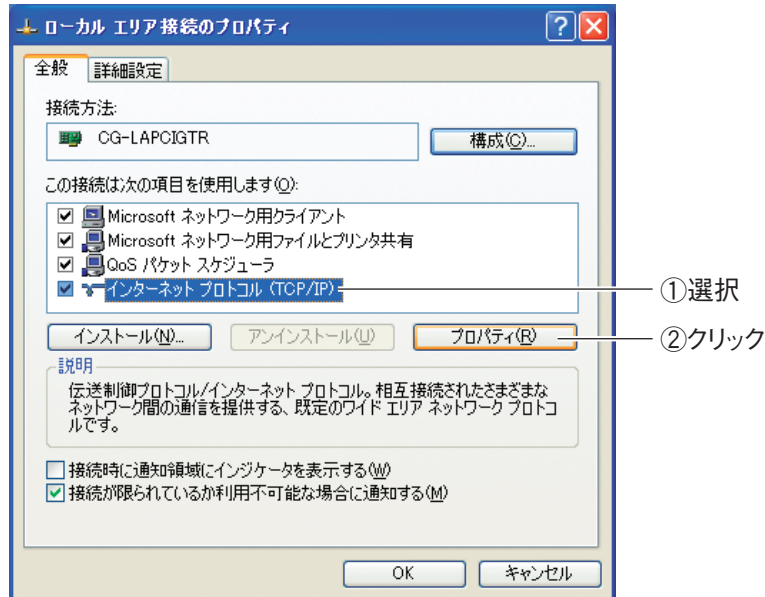 ローカル エリア接続のプロパティ
全般
詳細設定
接続方法:
CG-LAPCIGTR
構成(C)...
この接続は次の項目を使用します(O):
Microsoft ネットワーク用クライアント
Microsoft ネットワーク用ファイルとプリンタ共有
QoS パケット スケジューラ
インターネット プロトコル (TCP/IP)
①選択
インストール(N)...
アンインストール(U)
プロパティ(R)
②クリック
説明
伝送制御プロトコル/インターネット プロトコル。相互接続されたさまざまな
ネットワーク間の通信を提供する、既定のワイド エリア ネットワーク プロトコ
ルです。
接続時に通知領域にインジケータを表示する(W)
接続が限られているか利用不可能な場合に通知する(M)
OK
キャンセル